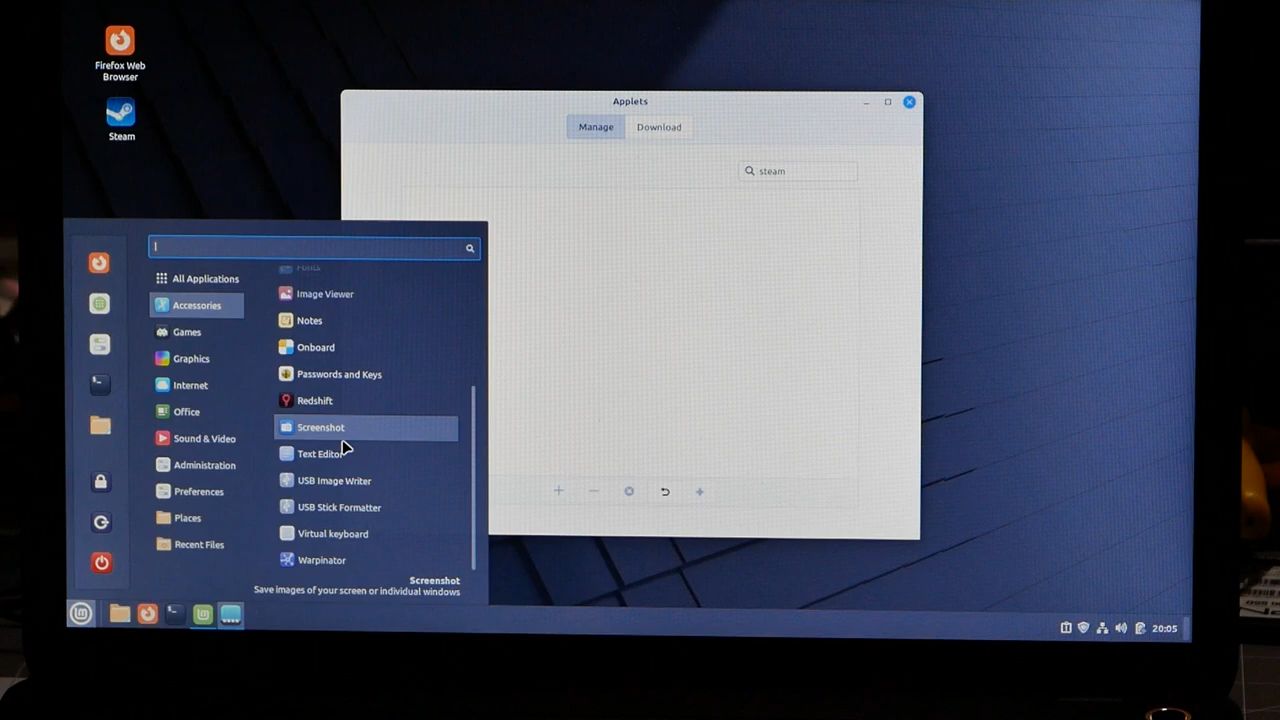 Firefox Web
Browser
Steam
Applets
Manage
Download
steam
All Applications
Accessories
Games
Graphics
Internet
Office
Sound & Video
Administration
Preferences
Places
Recent Files
Fonts
Image Viewer
Notes
Onboard
Passwords and Keys
Redshift
Screenshot
Text Editor
USB Image Writer
USB Stick Formatter
Virtual keyboard
Warpinator
Screenshot
Save images of your screen or individual windows
20:05